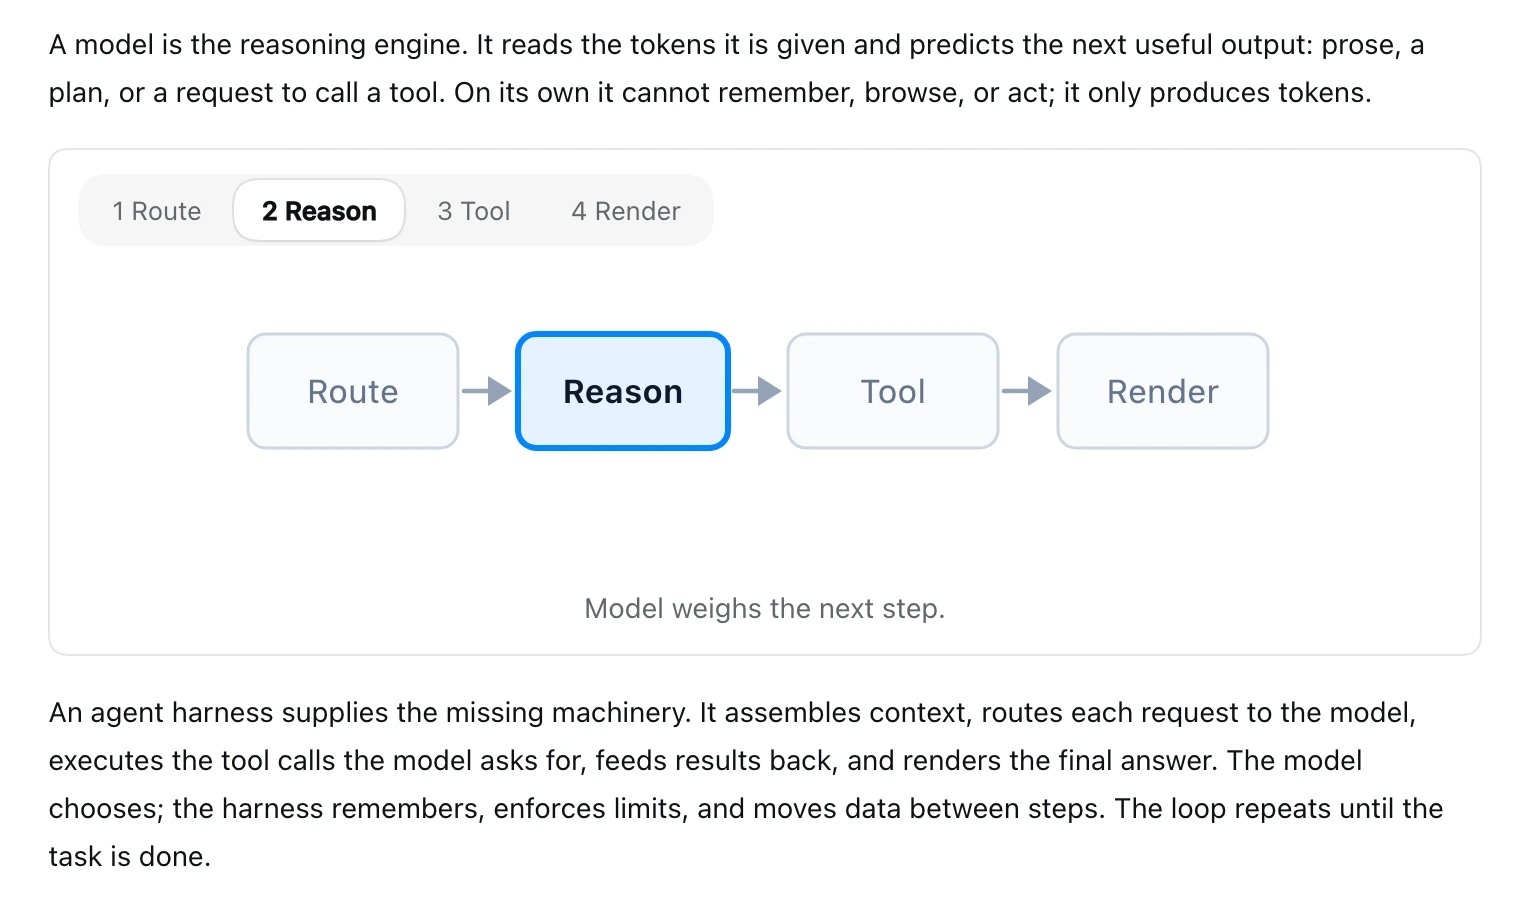 A model is the reasoning engine. It reads the tokens it is given and predicts the next useful output: prose, a
plan, or a request to call a tool. On its own it cannot remember, browse, or act; it only produces tokens.
1 Route 2 Reason 3 Tool 4 Render
Route Reason Tool Render
Model weighs the next step.
An agent harness supplies the missing machinery. It assembles context, routes each request to the model,
executes the tool calls the model asks for, feeds results back, and renders the final answer. The model
chooses; the harness remembers, enforces limits, and moves data between steps. The loop repeats until the
task is done.